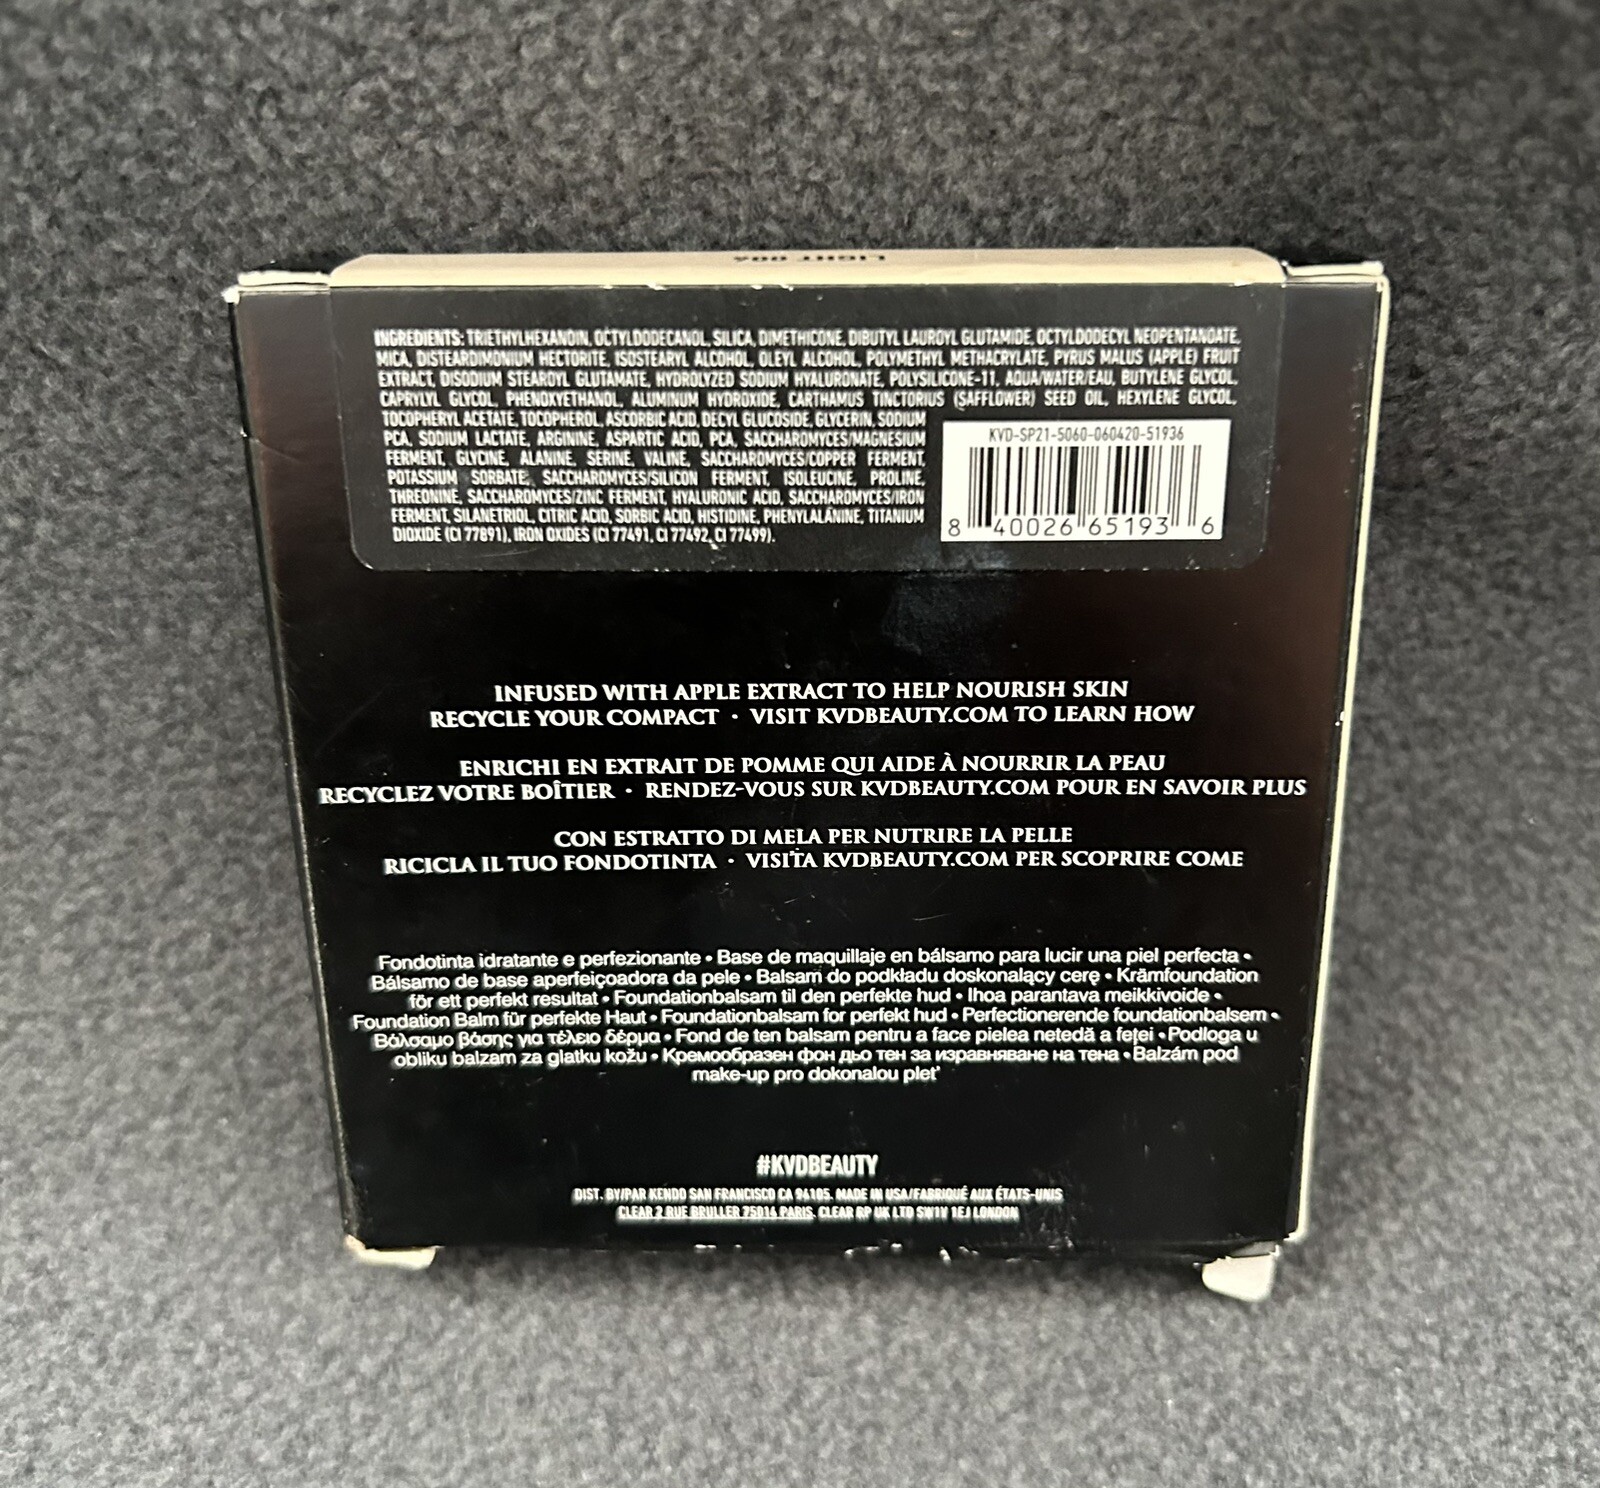 LIGHT 004
INGREDIENTS: TRIETHYLHEXANOIN, OCTYLDODECANOL, SILICA, DIMETHICONE, DIBUTYL LAUROYL GLUTAMIDE, OCTYLDODECYL NEOPENTANOATE,
MICA, DISTEARDIMONIUM HECTORITE, ISOSTEARYL ALCOHOL, OLEYL ALCOHOL, POLYMETHYL METHACRYLATE, PYRUS MALUS (APPLE) FRUIT
EXTRACT, DISODIUM STEAROYL GLUTAMATE, HYDROLYZED SODIUM HYALURONATE, POLYSILICONE-11, AQUA/WATER/EAU, BUTYLENE GLYCOL,
CAPRYLYL GLYCOL, PHENOXYETHANOL, ALUMINUM HYDROXIDE, CARTHAMUS TINCTORIUS (SAFFLOWER) SEED OIL, HEXYLENE GLYCOL,
TOCOPHERYL ACETATE, TOCOPHEROL, ASCORBIC ACID, DECYL GLUCOSIDE, GLYCERIN, SODIUM
PCA, SODIUM LACTATE, ARGININE, ASPARTIC ACID, PCA, SACCHAROMYCES/MAGNESIUM
FERMENT, GLYCINE, ALANINE, SERINE, VALINE, SACCHAROMYCES/COPPER FERMENT,
POTASSIUM SORBATE, SACCHAROMYCES/SILICON FERMENT, ISOLEUCINE, PROLINE,
THREONINE, SACCHAROMYCES/ZINC FERMENT, HYALURONIC ACID, SACCHAROMYCES/IRON
FERMENT, SILANETRIOL, CITRIC ACID, SORBIC ACID, HISTIDINE, PHENYLALANINE, TITANIUM
DIOXIDE (CI 77891), IRON OXIDES (CI 77491, CI 77492, CI 77499).
KVD-SP21-5060-060420-51936
8 40026 65193 6
INFUSED WITH APPLE EXTRACT TO HELP NOURISH SKIN
RECYCLE YOUR COMPACT • VISIT KVDBEAUTY.COM TO LEARN HOW
ENRICHI EN EXTRAIT DE POMME QUI AIDE À NOURRIR LA PEAU
RECYCLEZ VOTRE BOÎTIER • RENDEZ-VOUS SUR KVDBEAUTY.COM POUR EN SAVOIR PLUS
CON ESTRATTO DI MELA PER NUTRIRE LA PELLE
RICICLA IL TUO FONDOTINTA • VISITA KVDBEAUTY.COM PER SCOPRIRE COME
Fondotinta idratante e perfezionante • Base de maquillaje en bálsamo para lucir una piel perfecta •
Bálsamo de base aperfeiçoadora da pele • Balsam do podkładu doskonalący cerę • Krämfoundation
för ett perfekt resultat • Foundationbalsam til den perfekte hud • Ihoa parantava meikkivoide •
Foundation Balm für perfekte Haut • Foundationbalsam for perfekt hud • Perfectionerende foundationbalsem •
Βάλσαμο βάσης για τέλειο δέρμα • Fond de ten balsam pentru a face pielea netedă a feței • Podloga u
obliku balzam za glatku kožu • Кремообразен фон дьо тен за изравняване на тена • Balzám pod
make-up pro dokonalou plet'
#KVDBEAUTY
DIST. BY/PAR KENDO SAN FRANCISCO CA 94105. MADE IN USA/FABRIQUÉ AUX ÉTATS-UNIS
CLEAR 2 RUE BRULLER 75014 PARIS. CLEAR RP UK LTD SW1V 1EJ LONDON